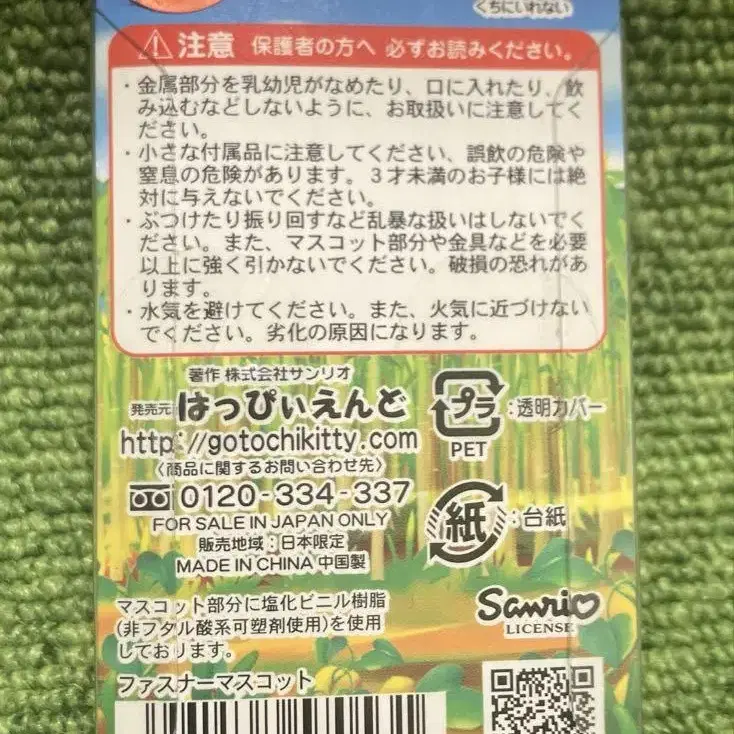 くちにいれない
注意 保護者の方へ 必ずお読みください。
・金属部分を乳幼児がなめたり、口に入れたり、飲
み込むなどしないように、お取扱いに注意してく
ださい。
・小さな付属品に注意してください、誤飲の危険や
窒息の危険があります。３才未満のお子様には絶
対に与えないでください。
・ぶつけたり振り回すなど乱暴な扱いはしないでく
ださい。また、マスコット部分や金具などを必要
以上に強く引かないでください。破損の恐れがあ
ります。
・水気を避けてください。また、火気に近づけない
でください。劣化の原因になります。
著作 株式会社サンリオ
発売元 はっぴぃえんど
http://gotochikitty.com
〈商品に関するお問い合わせ先〉
0120-334-337
FOR SALE IN JAPAN ONLY
販売地域：日本限定
MADE IN CHINA 中国製
プラ：透明カバー
PET
紙：台紙
マスコット部分に塩化ビニル樹脂
(非フタル酸系可塑剤使用)を使用
しております。
ファスナーマスコット
Sanrio
LICENSE